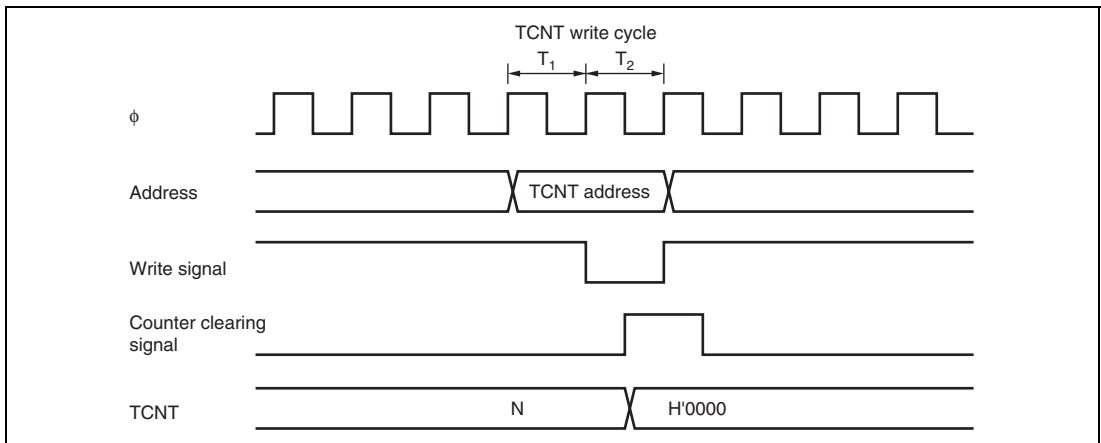 TCNT write cycle
T1 T2
ϕ
Address
TCNT address
Write signal
Counter clearing
signal
TCNT
N
H'0000